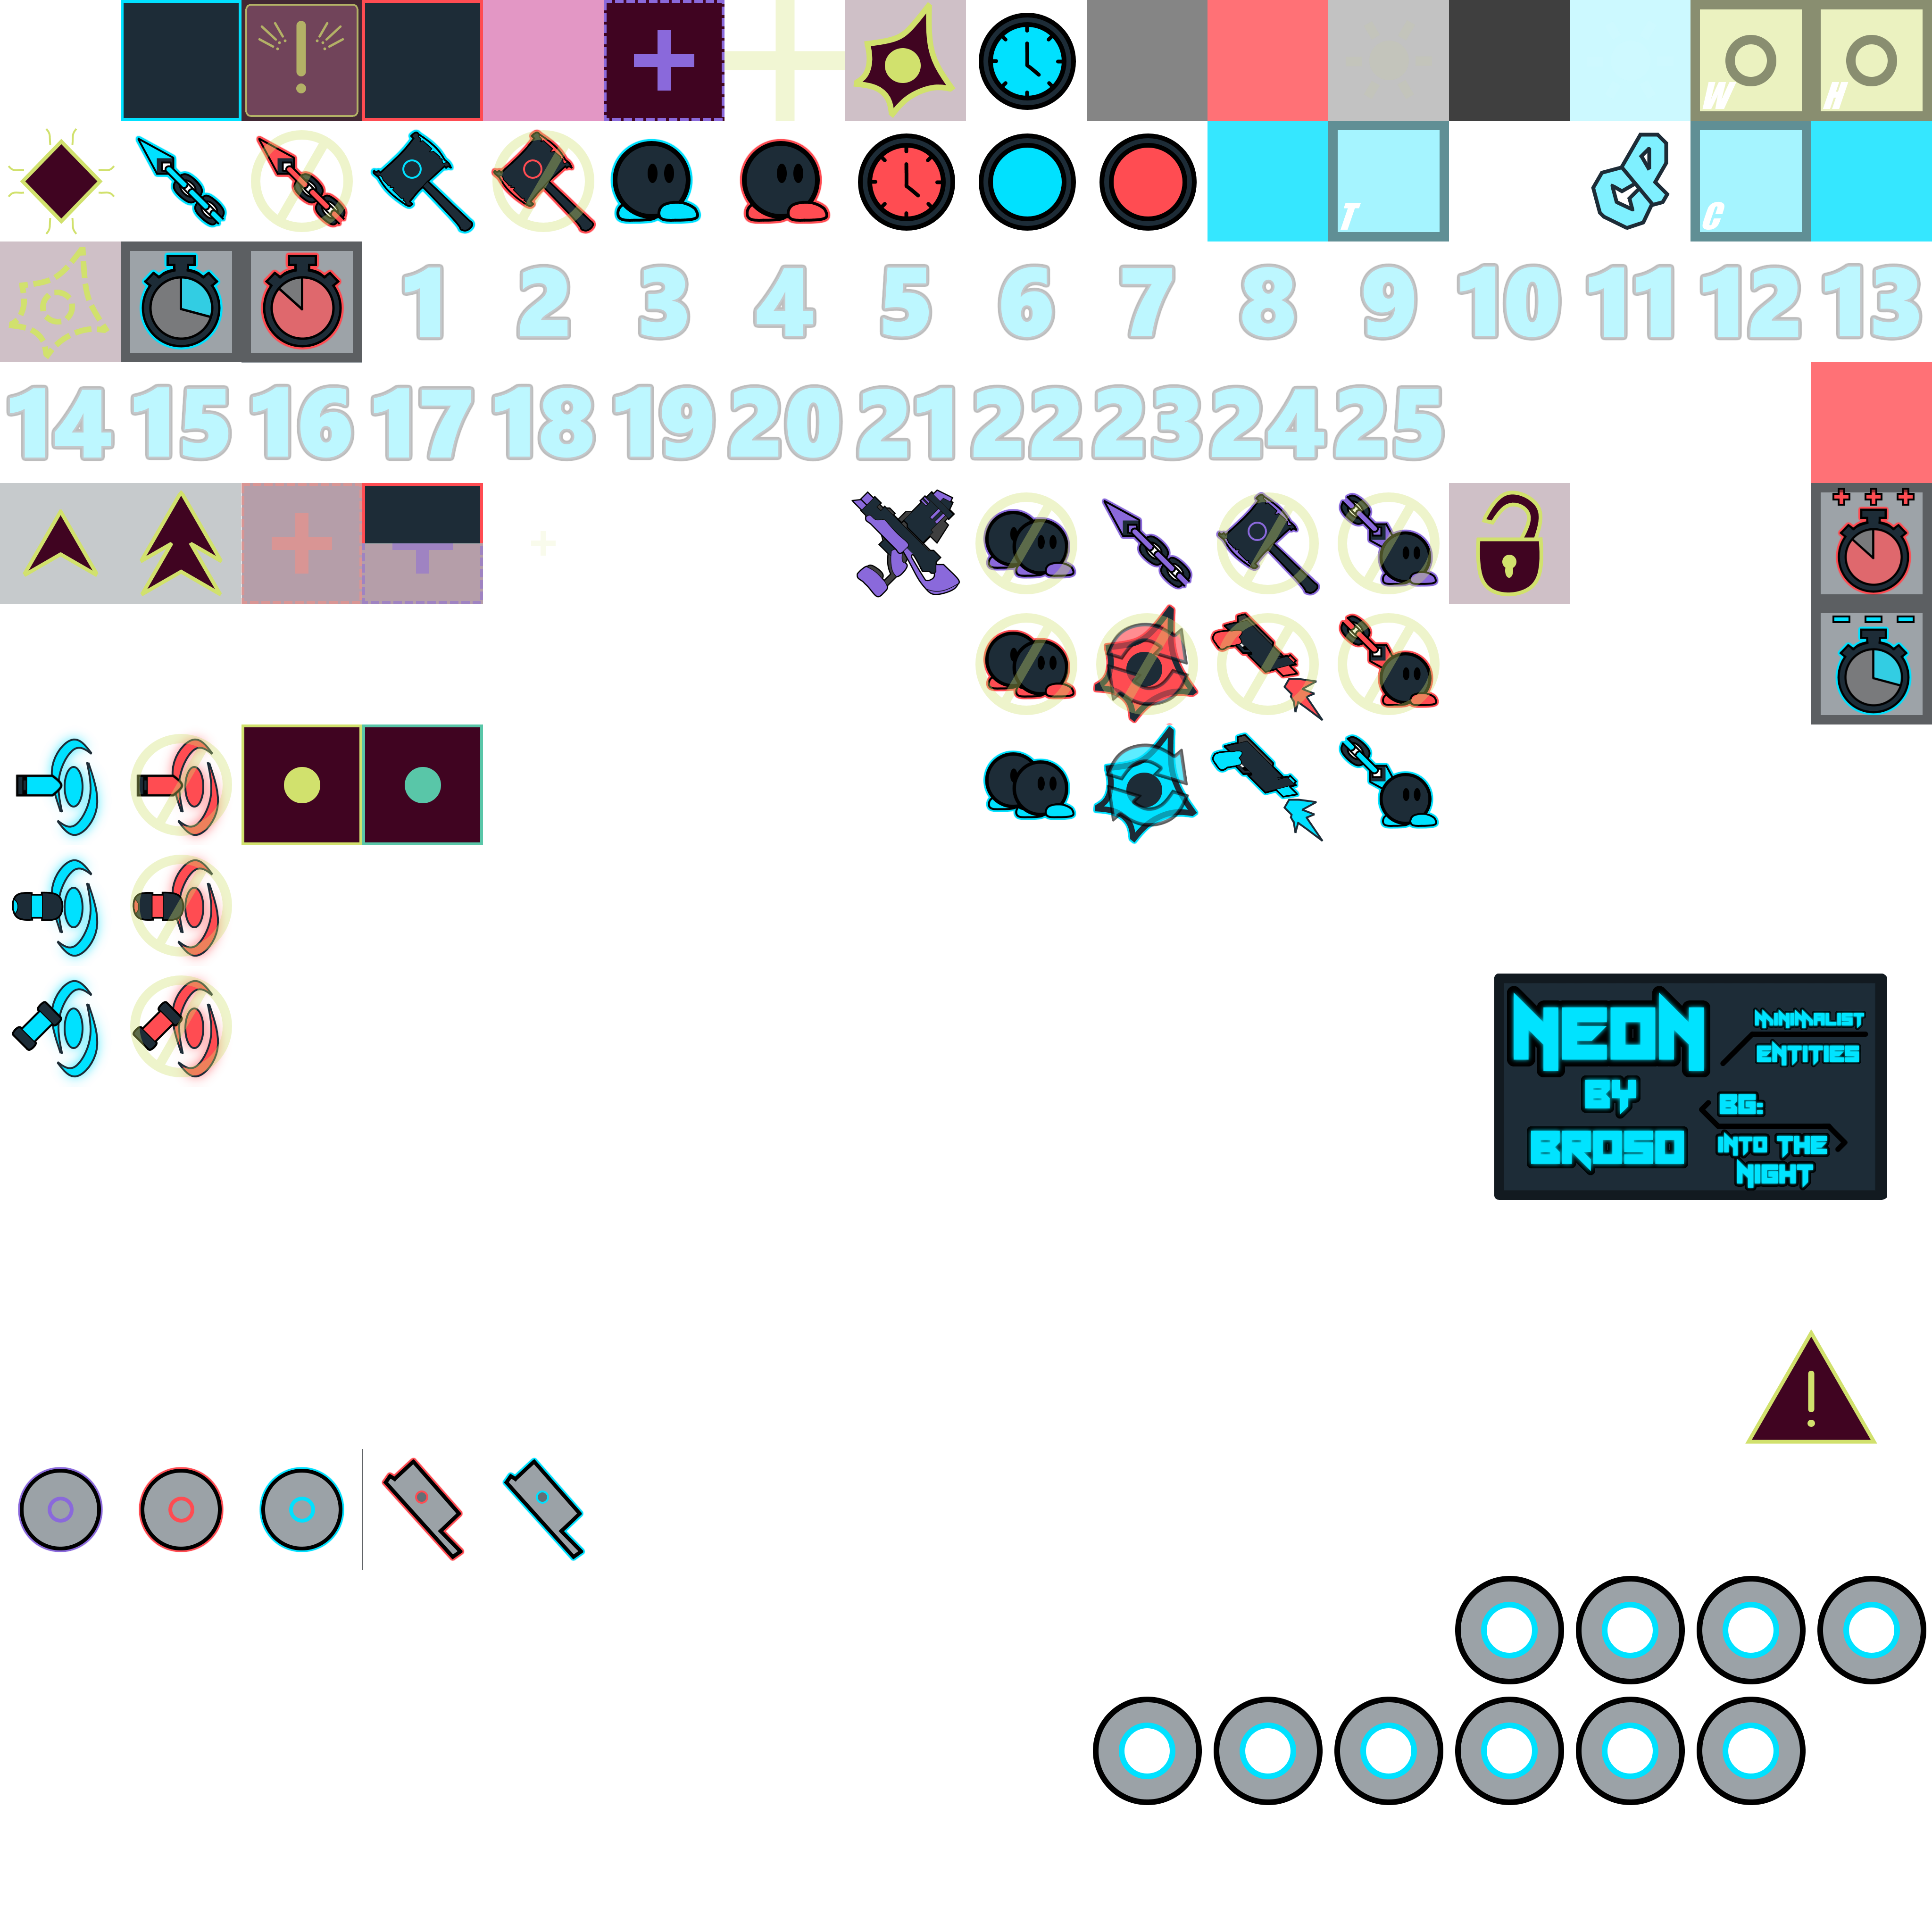 !
W H
T C
1 2 3 4 5 6 7 8 9 10 11 12 13
14 15 16 17 18 19 20 21 22 23 24 25
NEON
BY
BROSO
MINIMALIST
ENTITIES
BG:
INTO THE
NIGHT
!